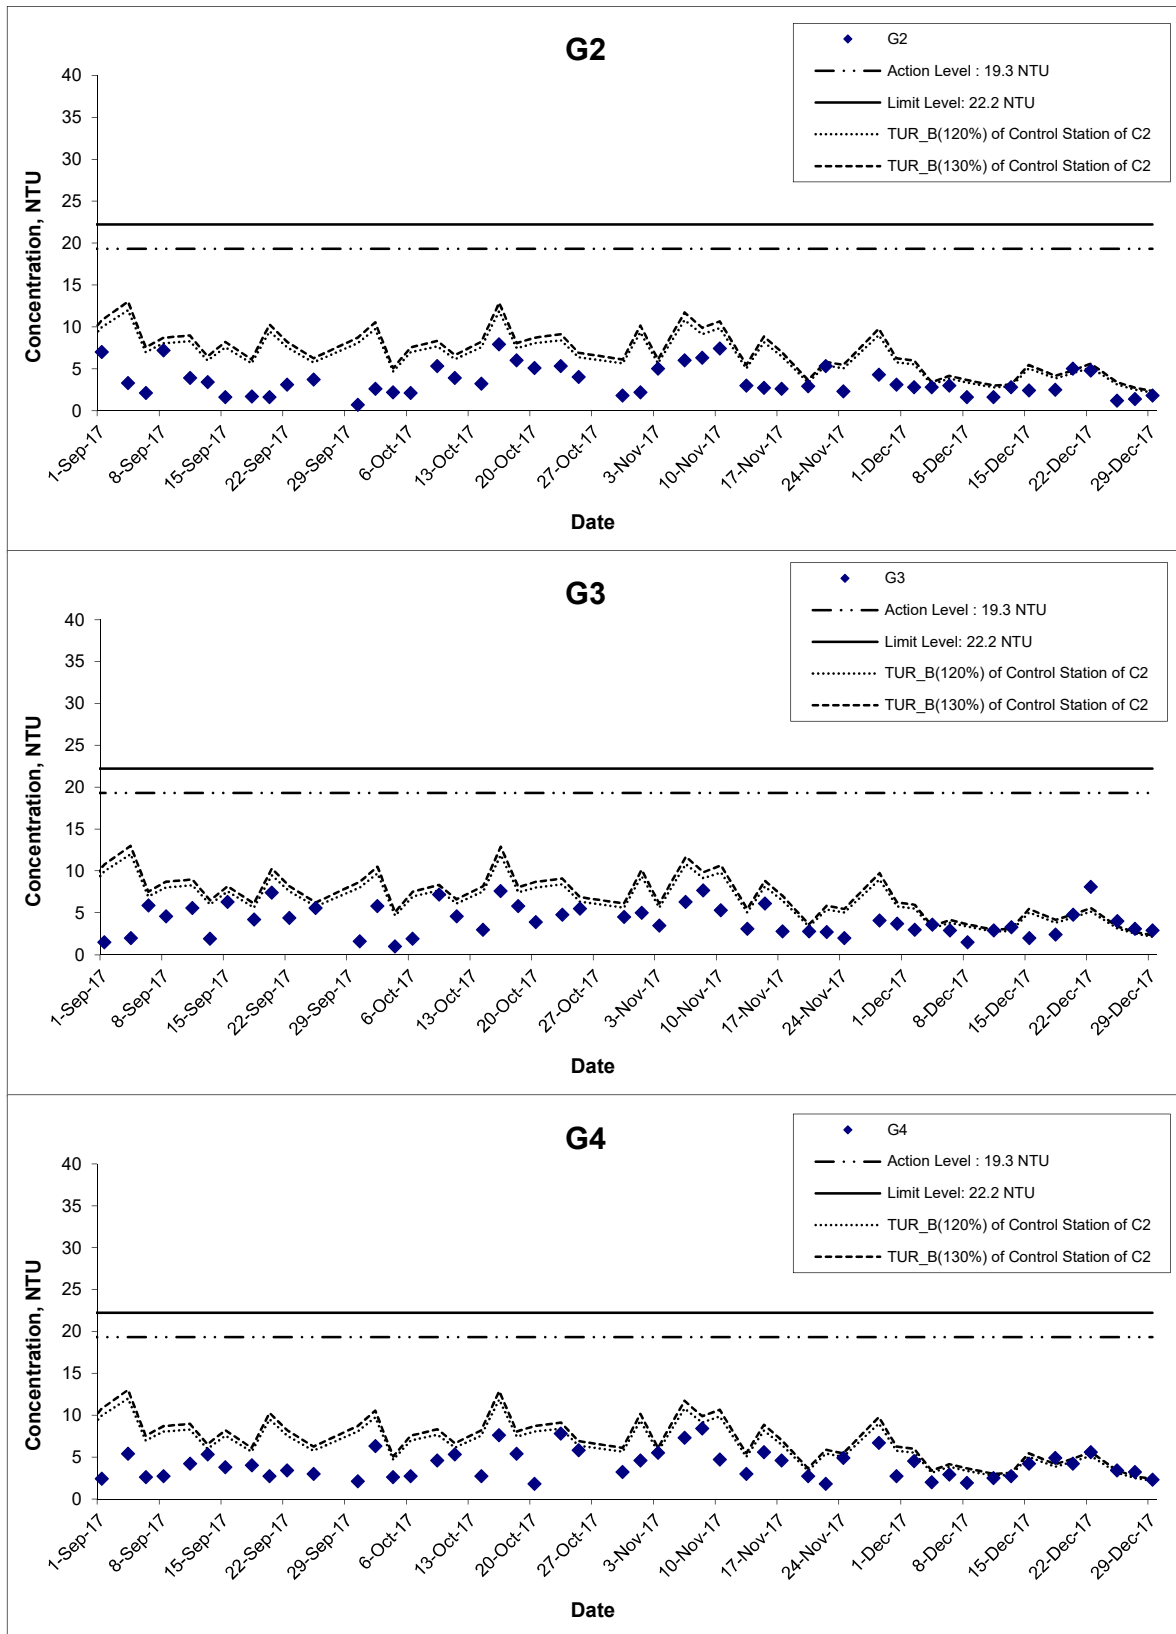 G2
G2
Action Level : 19.3 NTU
Limit Level: 22.2 NTU
TUR_B(120%) of Control Station of C2
TUR_B(130%) of Control Station of C2
Concentration, NTU
40
35
30
25
20
15
10
5
0
1-Sep-17
8-Sep-17
15-Sep-17
22-Sep-17
29-Sep-17
6-Oct-17
13-Oct-17
20-Oct-17
27-Oct-17
3-Nov-17
10-Nov-17
17-Nov-17
24-Nov-17
1-Dec-17
8-Dec-17
15-Dec-17
22-Dec-17
29-Dec-17
Date
G3
G3
Action Level : 19.3 NTU
Limit Level: 22.2 NTU
TUR_B(120%) of Control Station of C2
TUR_B(130%) of Control Station of C2
Concentration, NTU
40
35
30
25
20
15
10
5
0
1-Sep-17
8-Sep-17
15-Sep-17
22-Sep-17
29-Sep-17
6-Oct-17
13-Oct-17
20-Oct-17
27-Oct-17
3-Nov-17
10-Nov-17
17-Nov-17
24-Nov-17
1-Dec-17
8-Dec-17
15-Dec-17
22-Dec-17
29-Dec-17
Date
G4
G4
Action Level : 19.3 NTU
Limit Level: 22.2 NTU
TUR_B(120%) of Control Station of C2
TUR_B(130%) of Control Station of C2
Concentration, NTU
40
35
30
25
20
15
10
5
0
1-Sep-17
8-Sep-17
15-Sep-17
22-Sep-17
29-Sep-17
6-Oct-17
13-Oct-17
20-Oct-17
27-Oct-17
3-Nov-17
10-Nov-17
17-Nov-17
24-Nov-17
1-Dec-17
8-Dec-17
15-Dec-17
22-Dec-17
29-Dec-17
Date